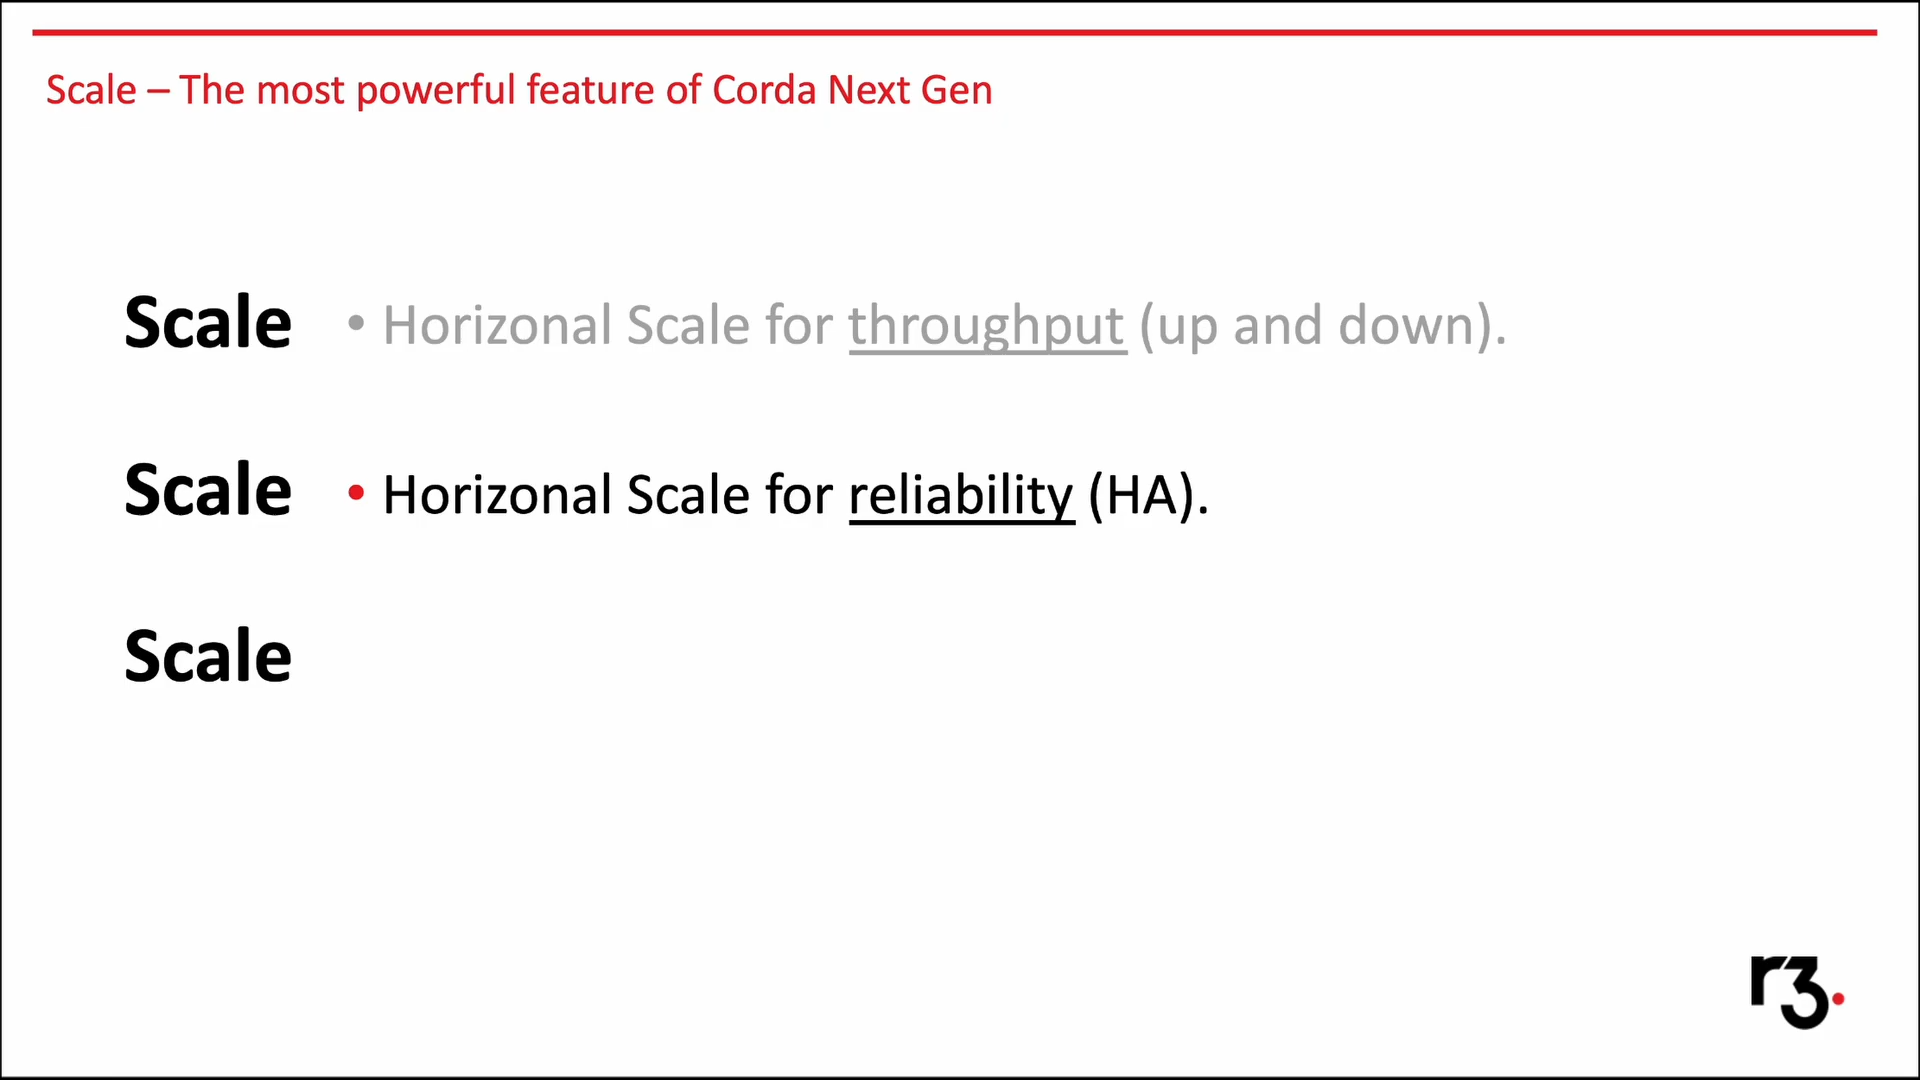 Scale – The most powerful feature of Corda Next Gen
Scale • Horizonal Scale for throughput (up and down).
Scale • Horizonal Scale for reliability (HA).
Scale
r3.